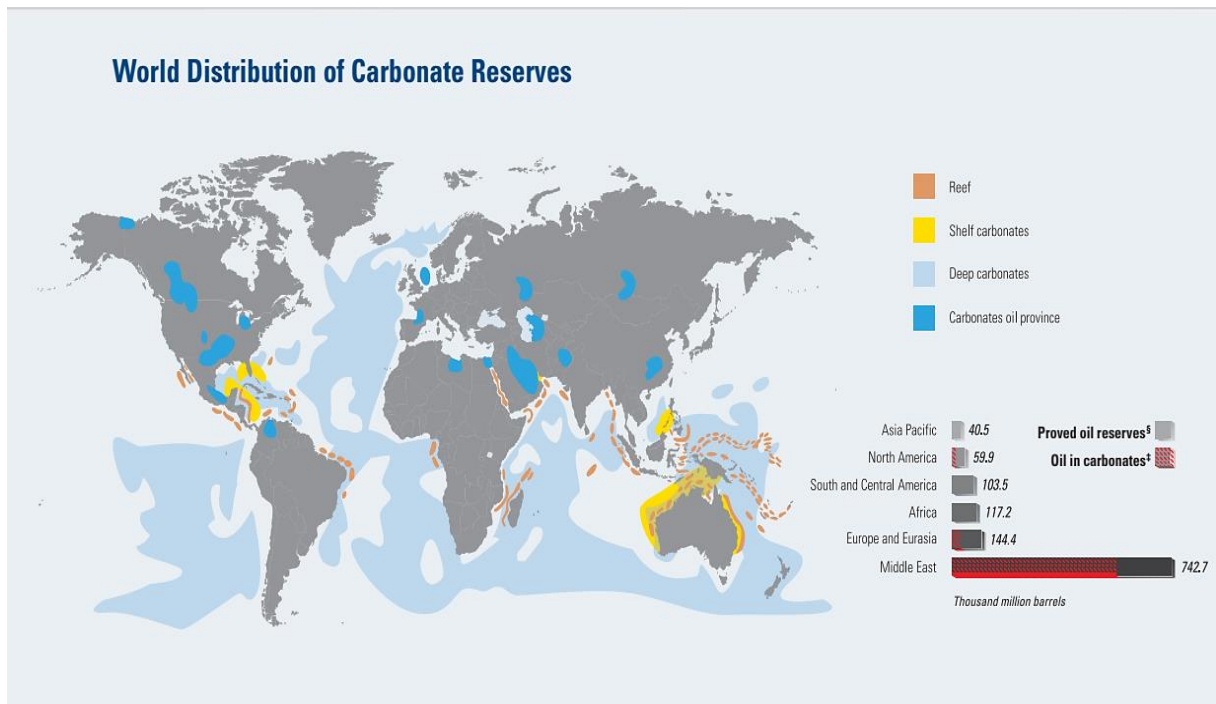 World Distribution of Carbonate Reserves
Reef
Shelf carbonates
Deep carbonates
Carbonates oil province
Asia Pacific 40.5 Proved oil reserves§
North America 59.9 Oil in carbonates‡
South and Central America 103.5
Africa 117.2
Europe and Eurasia 144.4
Middle East 742.7
Thousand million barrels